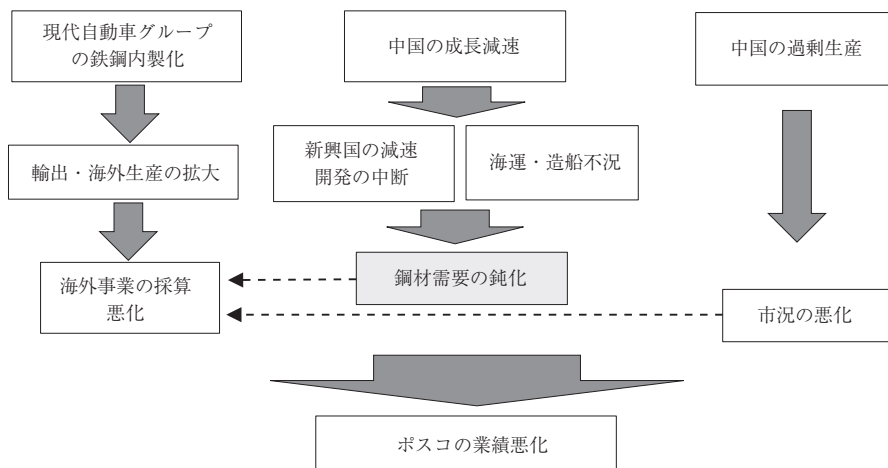 現代自動車グループ
の鉄鋼内製化
中国の成長減速
中国の過剰生産
輸出・海外生産の拡大
新興国の減速
開発の中断
海運・造船不況
海外事業の採算
悪化
鋼材需要の鈍化
市況の悪化
ポスコの業績悪化